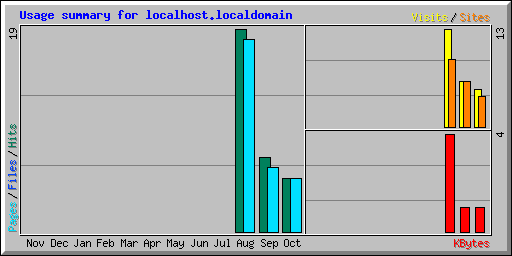 Usage summary for localhost.localdomain
Visits/Sites
19
13
Pages/Files/Hits
4
Nov Dec Jan Feb Mar Apr May Jun Jul Aug Sep Oct
KBytes